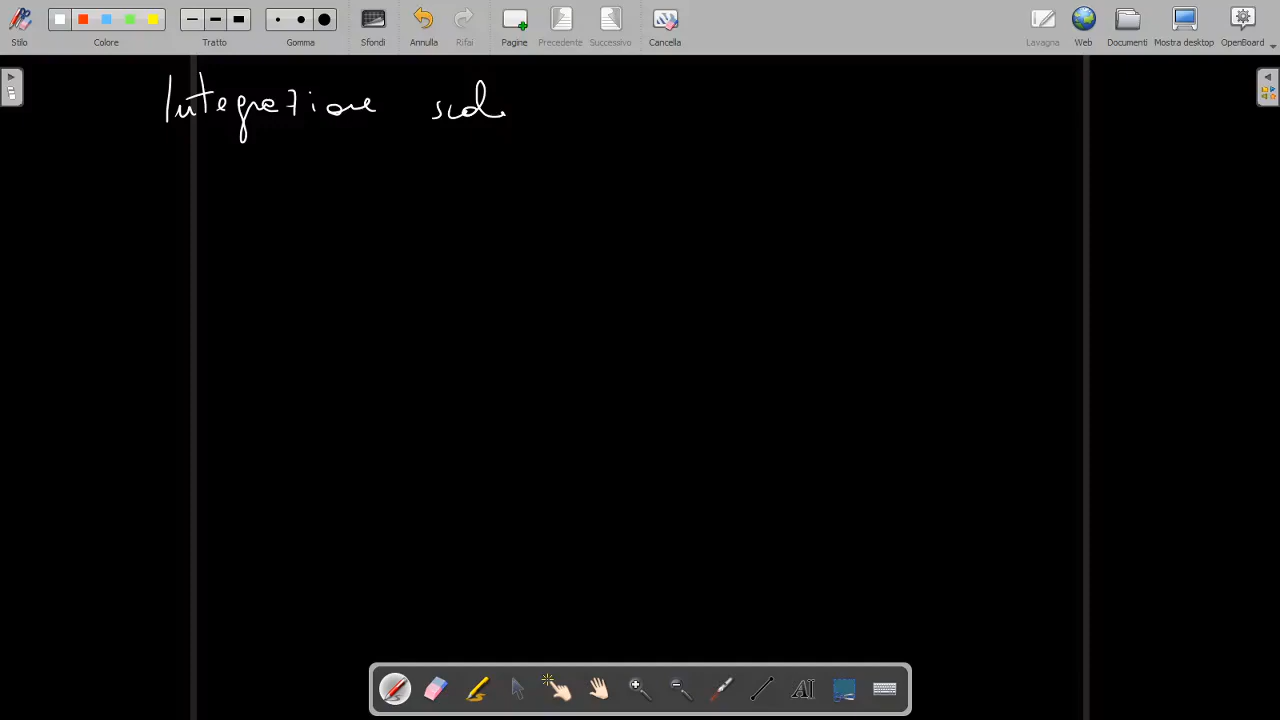 Stilo
Colore
Tratto
Gomma
Sfondi
Annulla
Rifai
Pagine
Precedente
Successivo
Cancella
Lavagna
Web
Documenti
Mostra desktop
OpenBoard
Integrazione